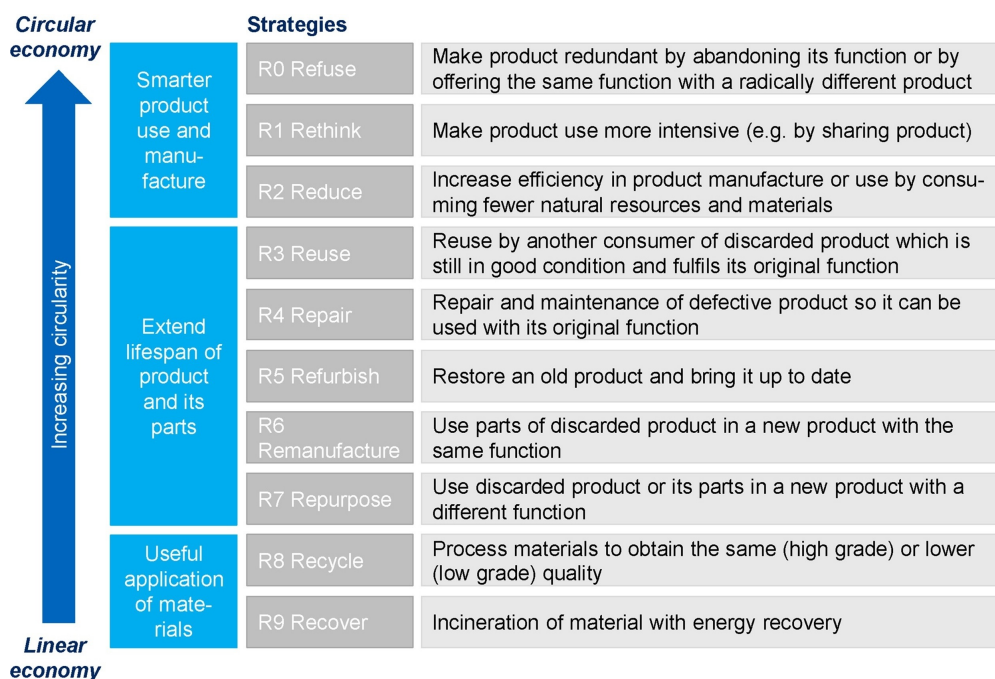 Circular
economy
Strategies
Increasing circularity
Linear
economy
Smarter
product
use and
manu-
facture
R0 Refuse
Make product redundant by abandoning its function or by
offering the same function with a radically different product
R1 Rethink
Make product use more intensive (e.g. by sharing product)
R2 Reduce
Increase efficiency in product manufacture or use by consu-
ming fewer natural resources and materials
Extend
lifespan of
product
and its
parts
R3 Reuse
Reuse by another consumer of discarded product which is
still in good condition and fulfils its original function
R4 Repair
Repair and maintenance of defective product so it can be
used with its original function
R5 Refurbish
Restore an old product and bring it up to date
R6
Remanufacture
Use parts of discarded product in a new product with the
same function
R7 Repurpose
Use discarded product or its parts in a new product with a
different function
Useful
application
of mate-
rials
R8 Recycle
Process materials to obtain the same (high grade) or lower
(low grade) quality
R9 Recover
Incineration of material with energy recovery